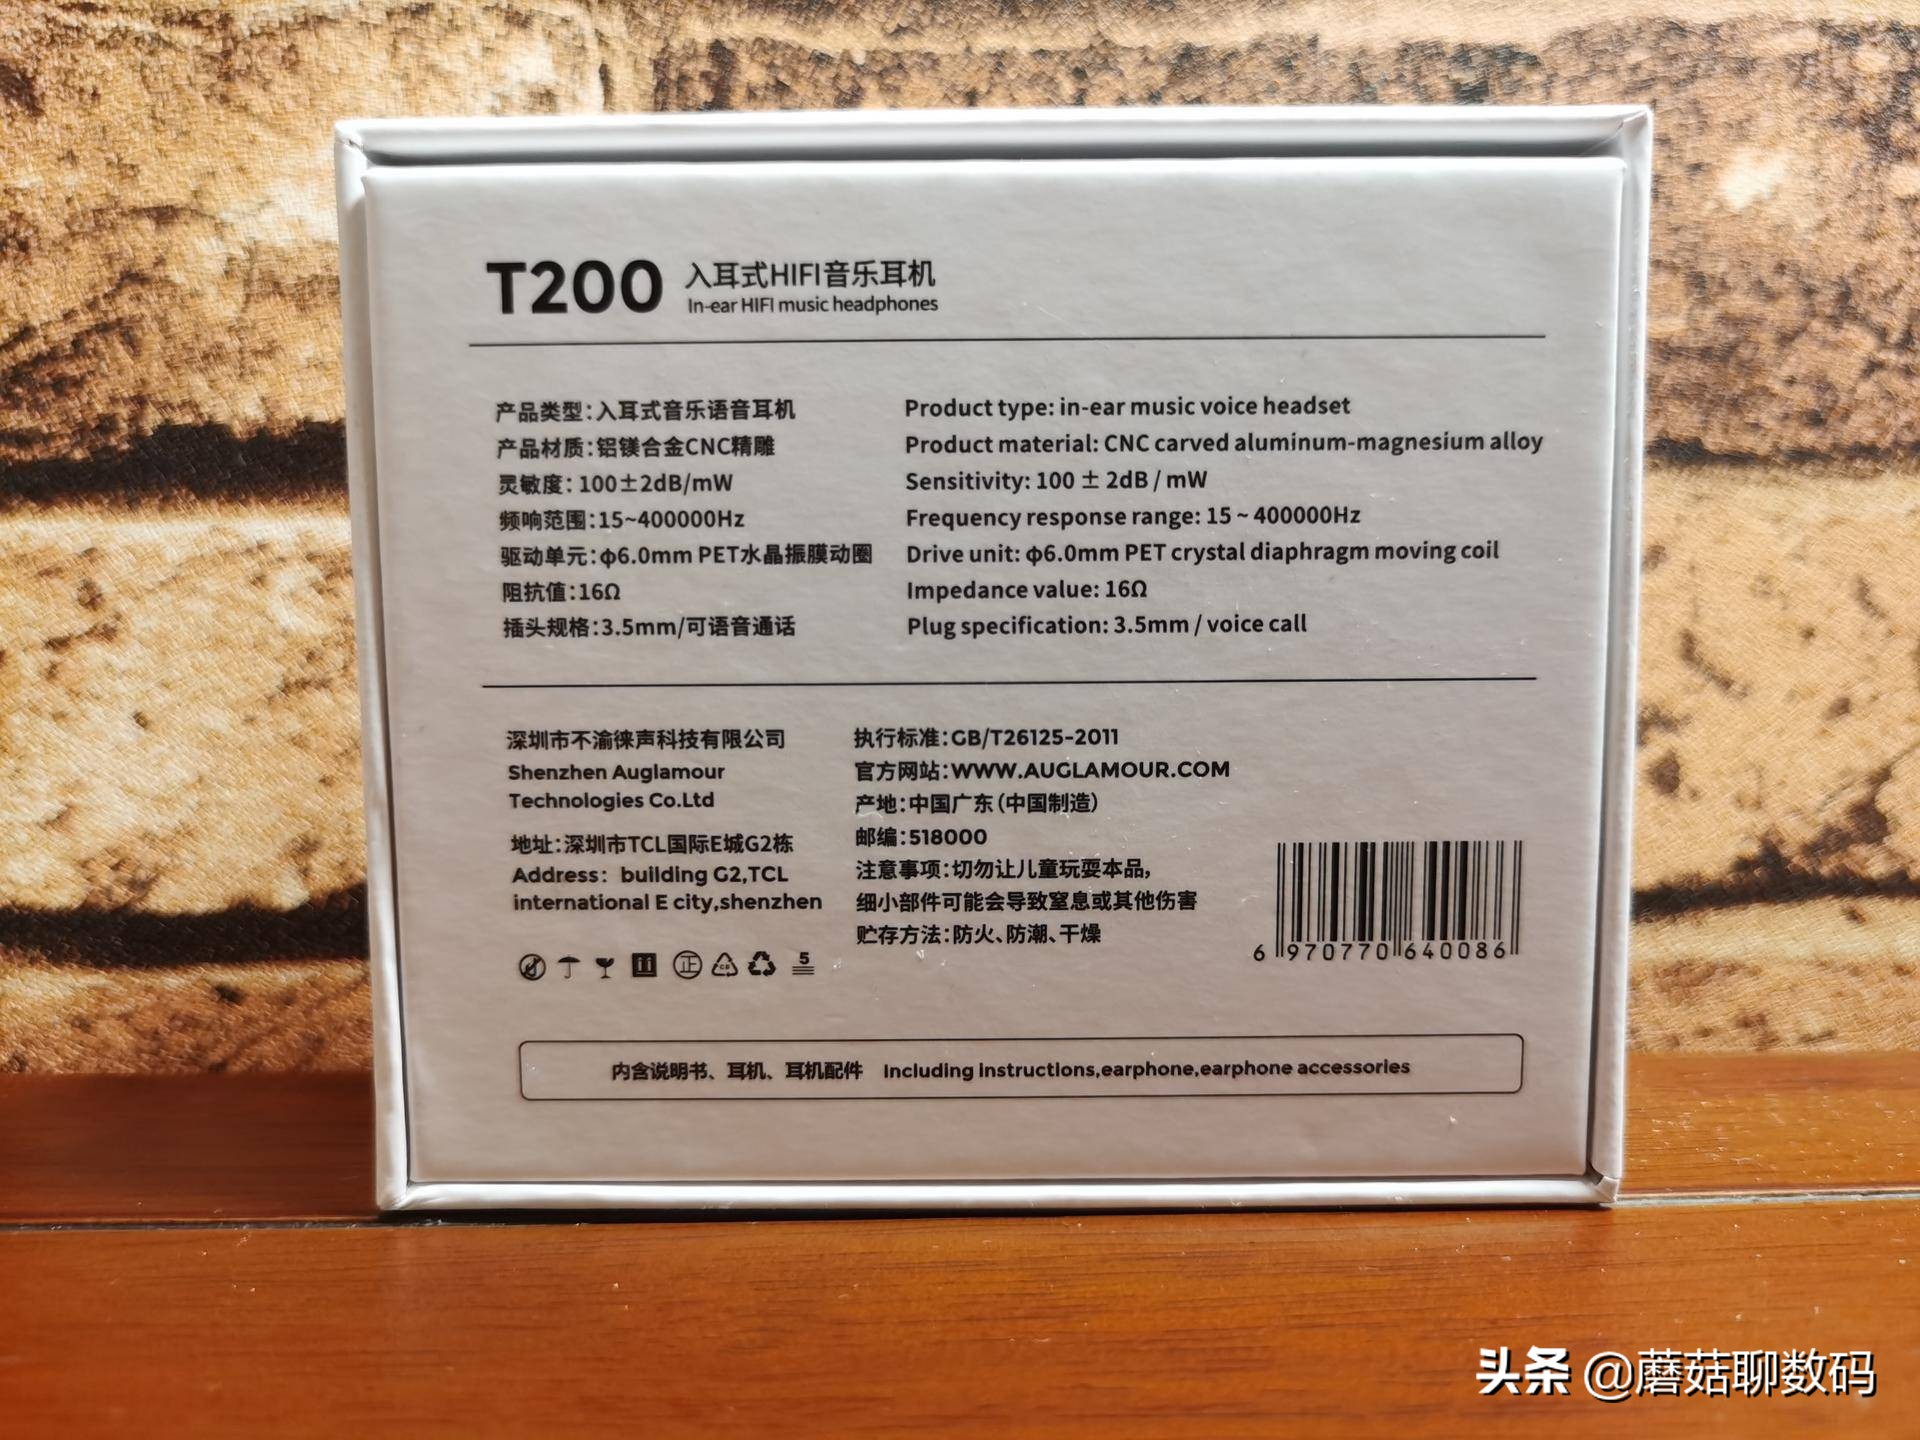 T200 入耳式HIFI音乐耳机
In-ear HIFI music headphones
产品类型:入耳式音乐语音耳机
产品材质:铝镁合金CNC精雕
灵敏度:100±2dB/mW
频响范围:15~400000Hz
驱动单元:φ6.0mm PET水晶振膜动圈
阻抗值:16Ω
插头规格:3.5mm/可语音通话
Product type: in-ear music voice headset
Product material: CNC carved aluminum-magnesium alloy
Sensitivity: 100 ± 2dB / mW
Frequency response range: 15 ~ 400000Hz
Drive unit: φ6.0mm PET crystal diaphragm moving coil
Impedance value: 16Ω
Plug specification: 3.5mm / voice call
深圳市不渝徕声科技有限公司
Shenzhen Auglamour
Technologies Co.Ltd
地址:深圳市TCL国际E城G2栋
Address: building G2,TCL
international E city,shenzhen
执行标准:GB/T26125-2011
官方网站:WWW.AUGLAMOUR.COM
产地:中国广东(中国制造)
邮编:518000
注意事项:切勿让儿童玩耍本品,
细小部件可能会导致窒息或其他伤害
贮存方法:防火、防潮、干燥
正
5
6 970770 640086
内含说明书、耳机、耳机配件 Including instructions,earphone,earphone accessories
头条 @蘑菇聊数码